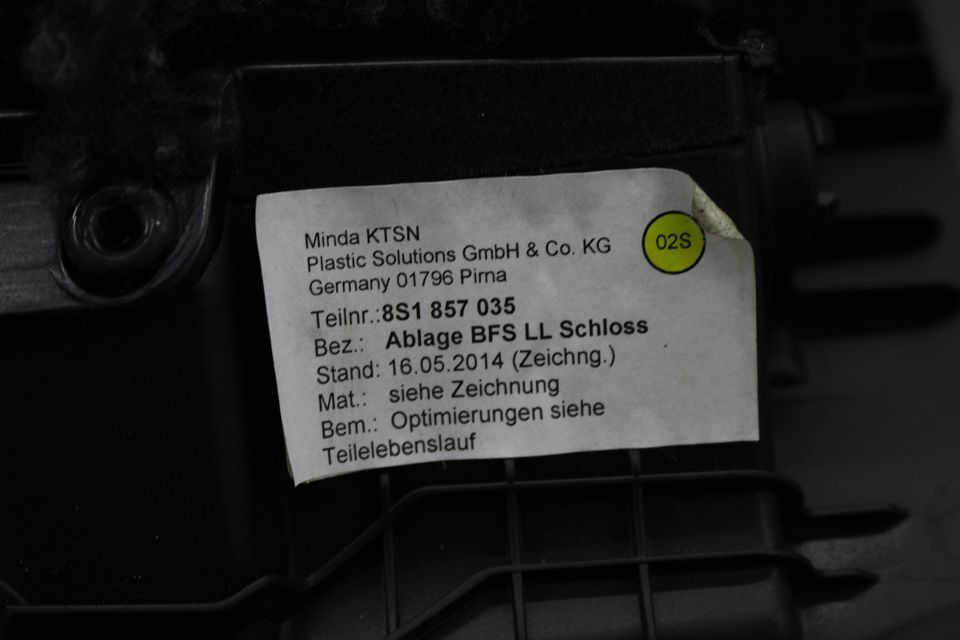 Minda KTSN
Plastic Solutions GmbH & Co. KG
Germany 01796 Pirna
02S
Teilnr.:8S1 857 035
Bez.: Ablage BFS LL Schloss
Stand: 16.05.2014 (Zeichng.)
Mat.: siehe Zeichnung
Bem.: Optimierungen siehe
Teilelebenslauf